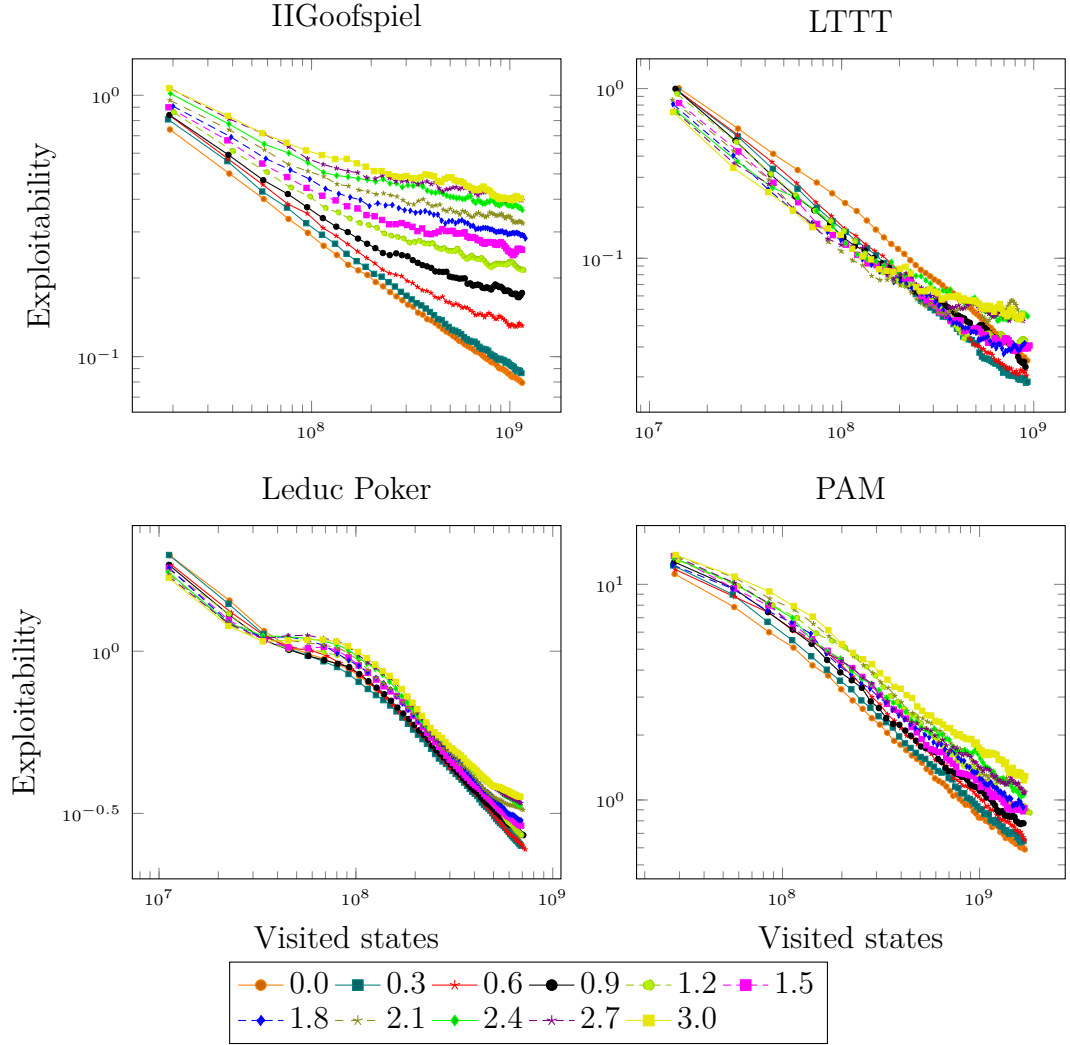 IIGoofspiel
LTTT
Exploitability
10^0
10^−1
10^8
10^9
10^0
10^−1
10^7
10^8
10^9
Leduc Poker
PAM
Exploitability
10^0
10^−0.5
10^7
10^8
10^9
10^1
10^0
10^8
10^9
Visited states
Visited states
0.0 0.3 0.6 0.9 1.2 1.5
1.8 2.1 2.4 2.7 3.0